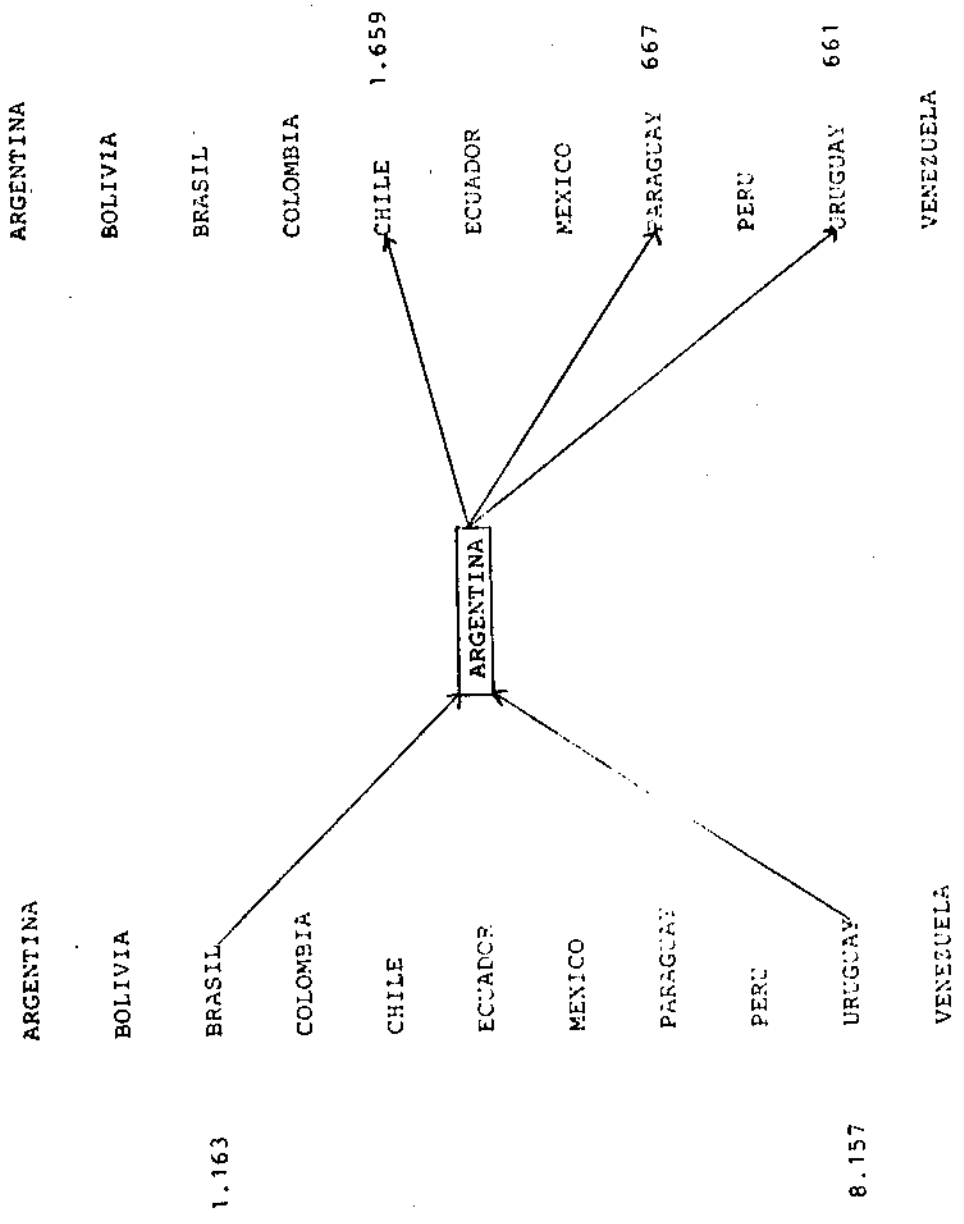 1.163
8.157
ARGENTINA
BOLIVIA
BRASIL
COLOMBIA
CHILE
ECUADOR
MEXICO
PARAGUAY
PERU
URUGUAY
VENEZUELA
ARGENTINA
ARGENTINA
BOLIVIA
BRASIL
COLOMBIA
CHILE 1.659
ECUADOR
MEXICO
PARAGUAY 667
PERU
URUGUAY 661
VENEZUELA